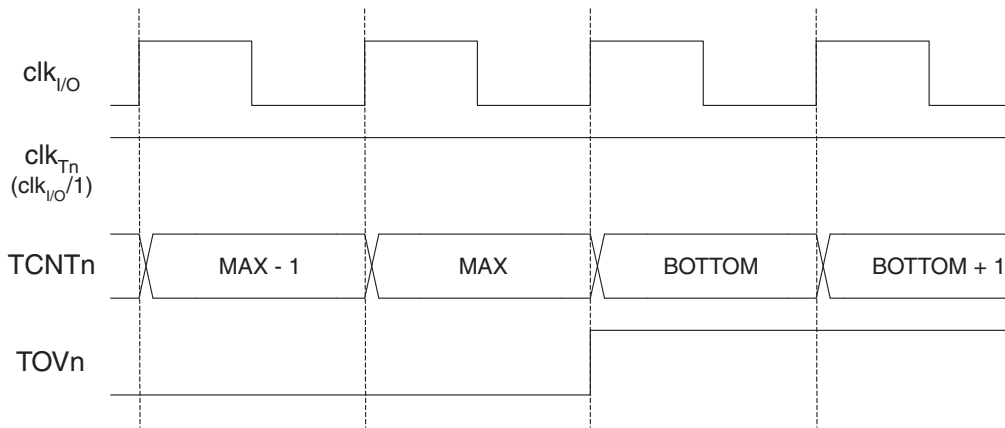 clkI/O
clkTn
(clkI/O/1)
TCNTn MAX - 1 MAX BOTTOM BOTTOM + 1
TOVn